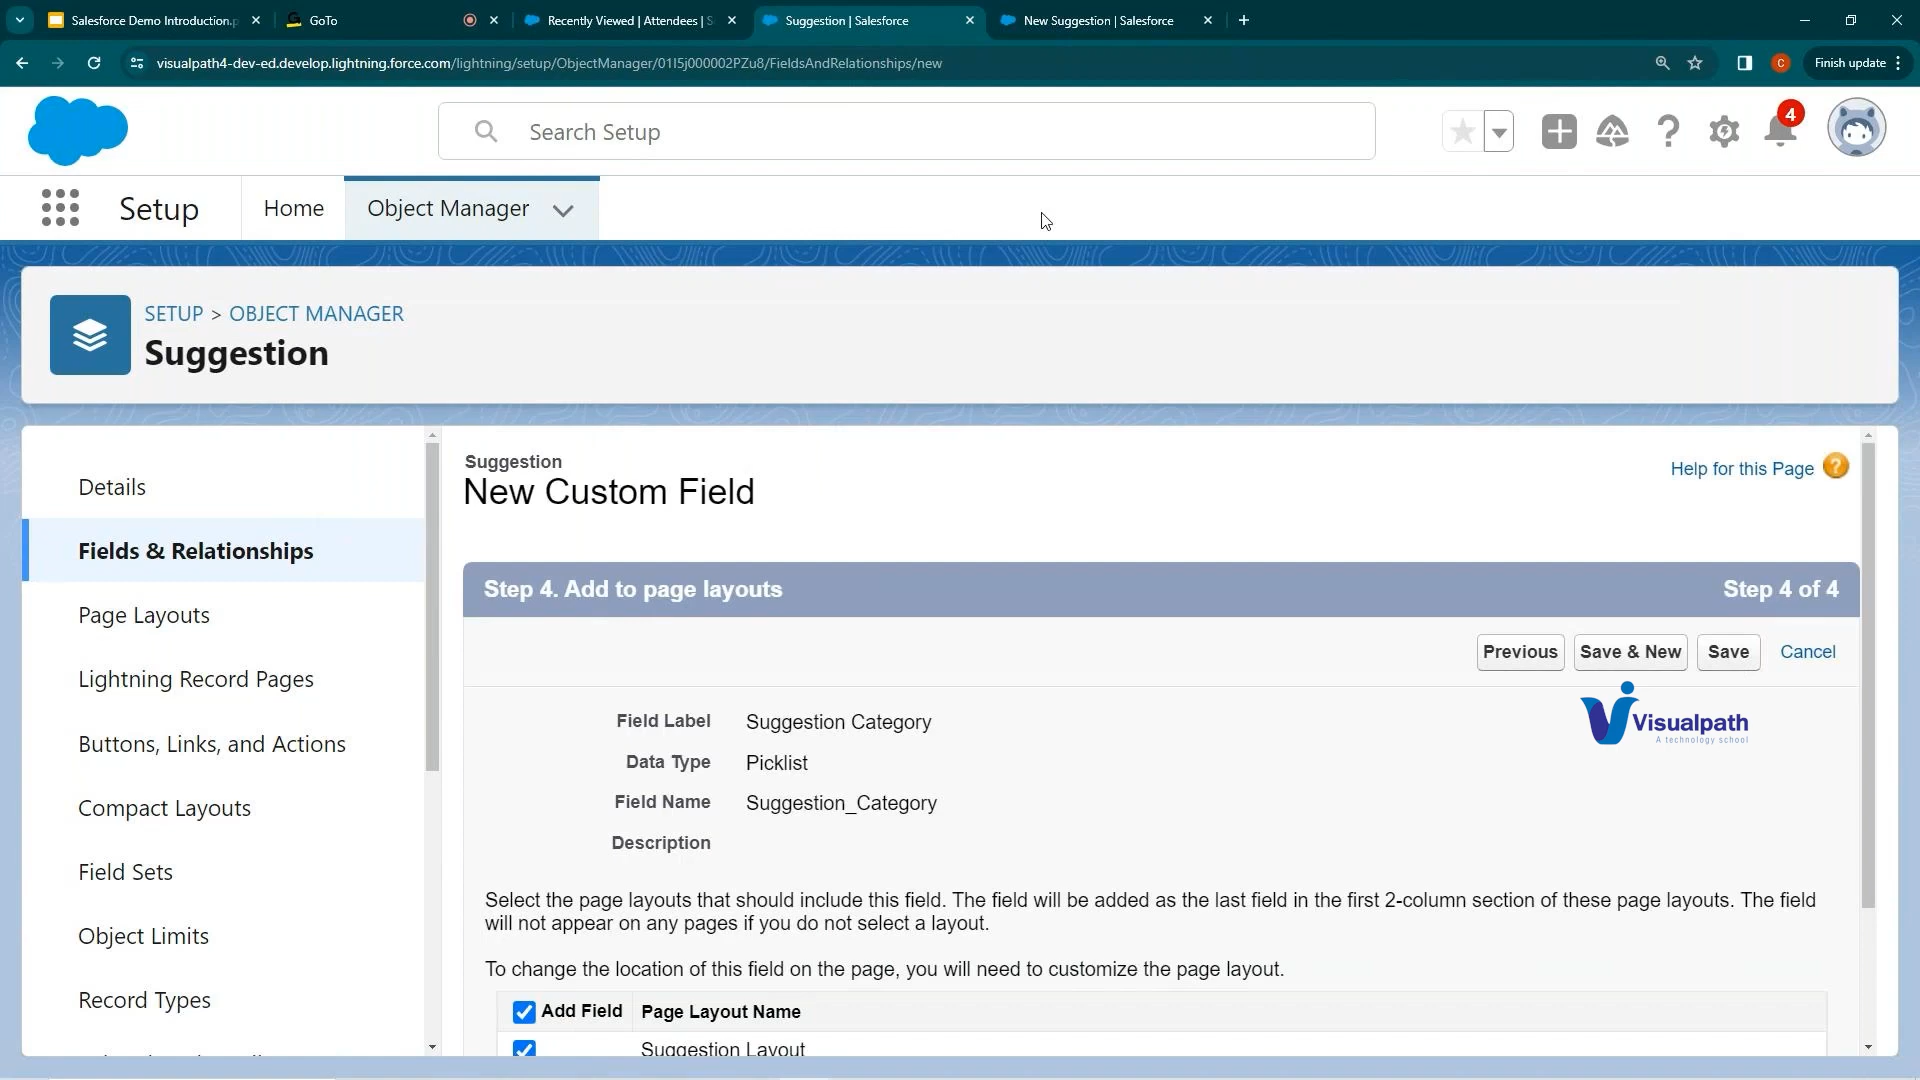 Salesforce Demo Introduction.p
GoTo
Recently Viewed | Attendees | S
Suggestion | Salesforce
New Suggestion | Salesforce
visualpath4-dev-ed.develop.lightning.force.com/lightning/setup/ObjectManager/01I5j000002PZu8/FieldsAndRelationships/new
C
Finish update
Search Setup
4
Setup
Home
Object Manager
SETUP > OBJECT MANAGER
Suggestion
Details
Fields & Relationships
Page Layouts
Lightning Record Pages
Buttons, Links, and Actions
Compact Layouts
Field Sets
Object Limits
Record Types
Suggestion
New Custom Field
Help for this Page ?
Step 4. Add to page layouts
Step 4 of 4
Previous Save & New Save Cancel
Visualpath
A technology school
Field Label Suggestion Category
Data Type Picklist
Field Name Suggestion_Category
Description
Select the page layouts that should include this field. The field will be added as the last field in the first 2-column section of these page layouts. The field
will not appear on any pages if you do not select a layout.
To change the location of this field on the page, you will need to customize the page layout.
Add Field Page Layout Name
Suggestion Layout